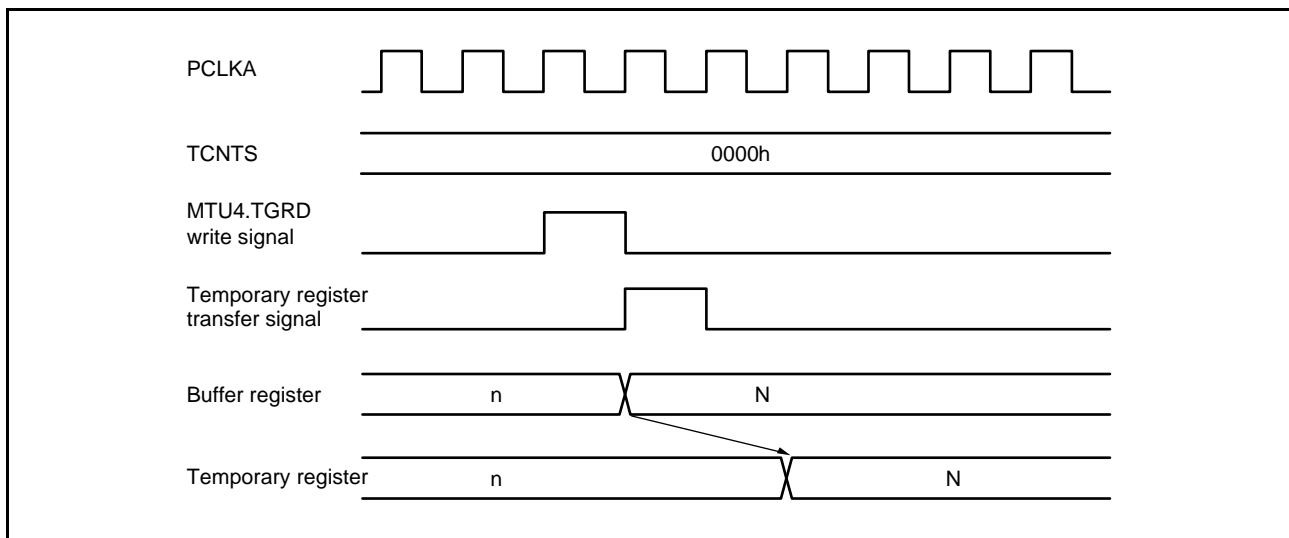 PCLKA
TCNTS
0000h
MTU4.TGRD
write signal
Temporary register
transfer signal
Buffer register
n
N
Temporary register
n
N